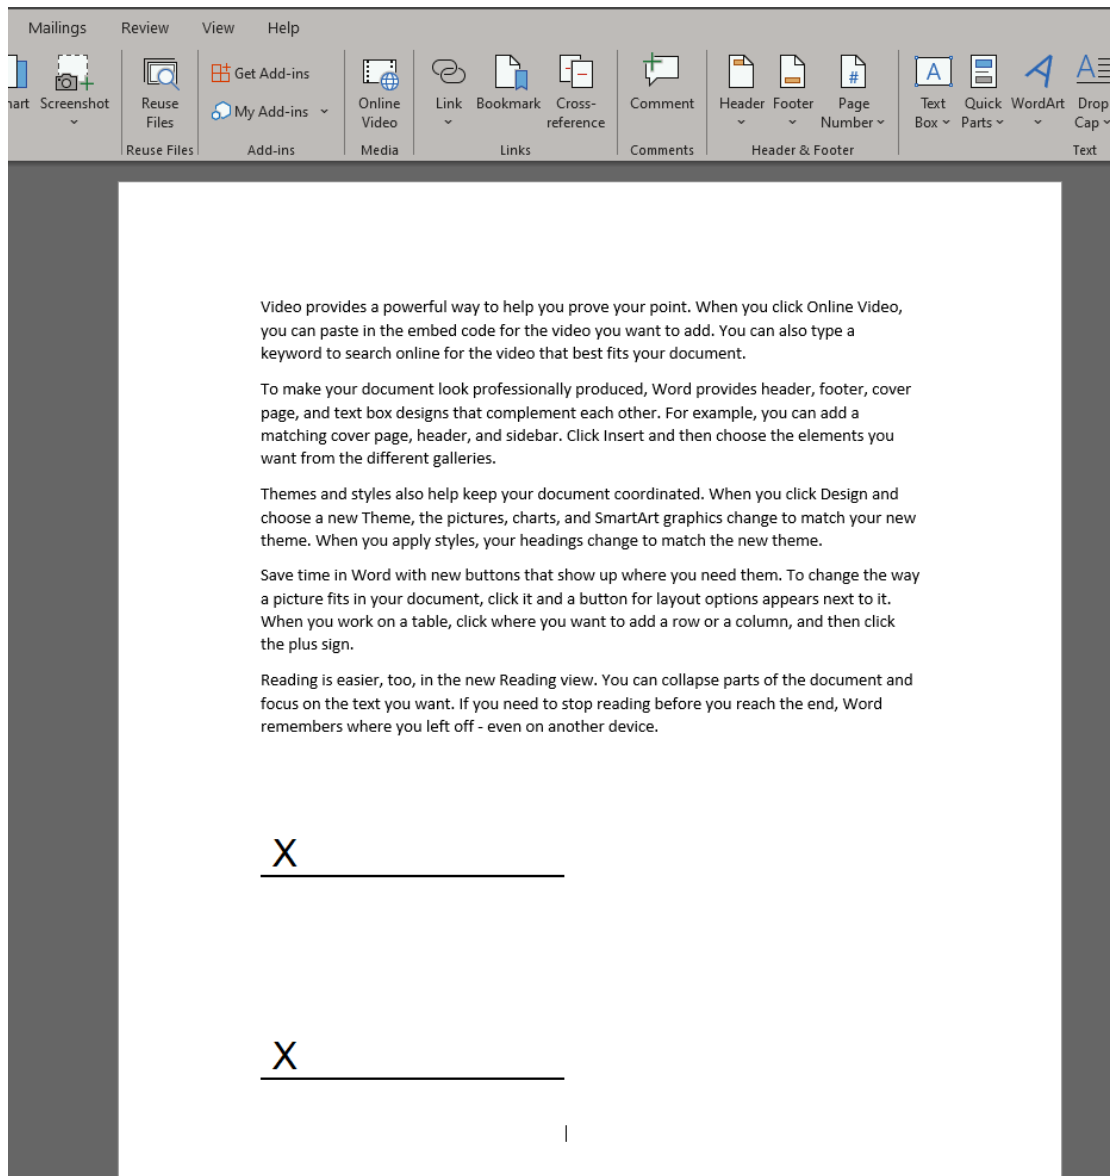 Mailings Review View Help
Screenshot
Reuse Files
Get Add-ins
My Add-ins
Online Video
Link
Bookmark
Cross-reference
Comment
Header
Footer
Page Number
A
#
A
Text Box
Quick Parts
WordArt
Drop Cap
Reuse Files Add-ins Media Links Comments Header & Footer Text
Video provides a powerful way to help you prove your point. When you click Online Video,
you can paste in the embed code for the video you want to add. You can also type a
keyword to search online for the video that best fits your document.
To make your document look professionally produced, Word provides header, footer, cover
page, and text box designs that complement each other. For example, you can add a
matching cover page, header, and sidebar. Click Insert and then choose the elements you
want from the different galleries.
Themes and styles also help keep your document coordinated. When you click Design and
choose a new Theme, the pictures, charts, and SmartArt graphics change to match your new
theme. When you apply styles, your headings change to match the new theme.
Save time in Word with new buttons that show up where you need them. To change the way
a picture fits in your document, click it and a button for layout options appears next to it.
When you work on a table, click where you want to add a row or a column, and then click
the plus sign.
Reading is easier, too, in the new Reading view. You can collapse parts of the document and
focus on the text you want. If you need to stop reading before you reach the end, Word
remembers where you left off - even on another device.
X
X